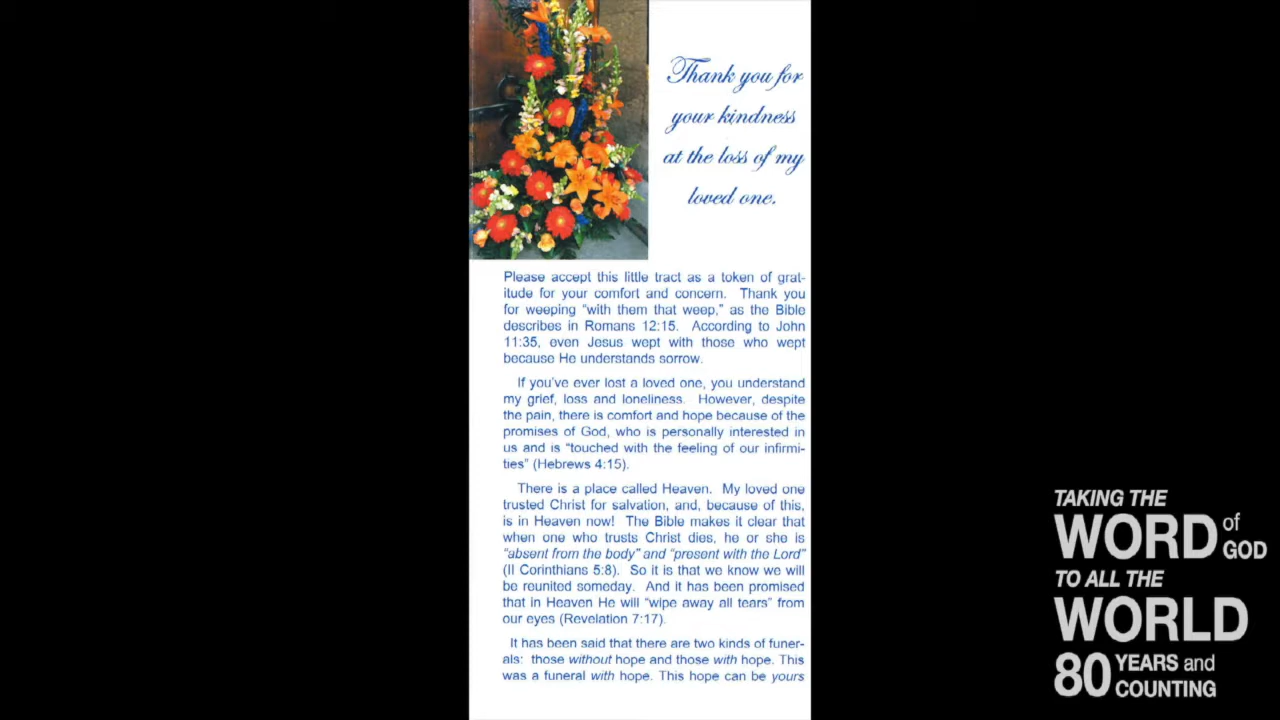 Thank you for
your kindness
at the loss of my
loved one.
Please accept this little tract as a token of grat-
itude for your comfort and concern. Thank you
for weeping “with them that weep,” as the Bible
describes in Romans 12:15. According to John
11:35, even Jesus wept with those who wept
because He understands sorrow.
If you’ve ever lost a loved one, you understand
my grief, loss and loneliness. However, despite
the pain, there is comfort and hope because of the
promises of God, who is personally interested in
us and is “touched with the feeling of our infirmi-
ties” (Hebrews 4:15).
There is a place called Heaven. My loved one
trusted Christ for salvation, and, because of this,
is in Heaven now! The Bible makes it clear that
when one who trusts Christ dies, he or she is
“absent from the body” and “present with the Lord”
(II Corinthians 5:8). So it is that we know we will
be reunited someday. And it has been promised
that in Heaven He will “wipe away all tears” from
our eyes (Revelation 7:17).
It has been said that there are two kinds of funer-
als: those without hope and those with hope. This
was a funeral with hope. This hope can be yours
TAKING THE
WORD of GOD
TO ALL THE
WORLD
80 YEARS and COUNTING